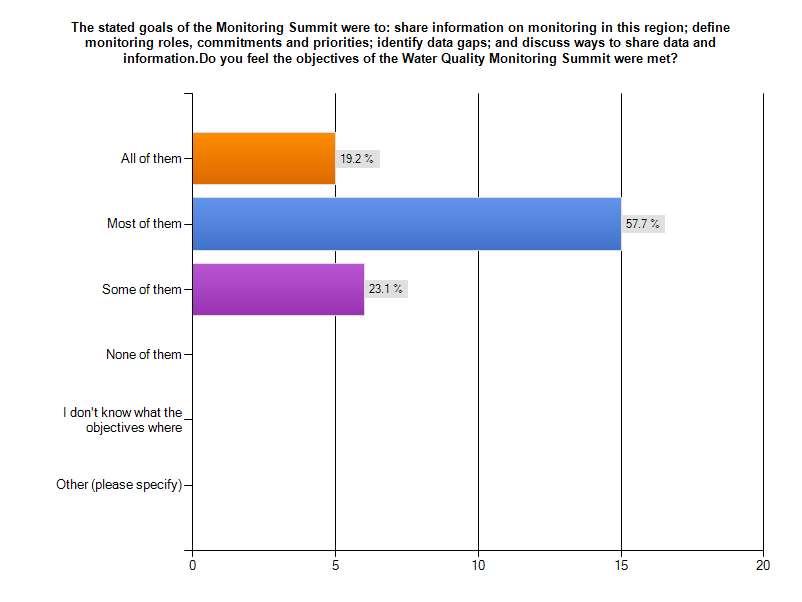 The stated goals of the Monitoring Summit were to: share information on monitoring in this region; define
monitoring roles, commitments and priorities; identify data gaps; and discuss ways to share data and
information.Do you feel the objectives of the Water Quality Monitoring Summit were met?
All of them
19.2 %
Most of them
57.7 %
Some of them
23.1 %
None of them
I don't know what the
objectives where
Other (please specify)
0 5 10 15 20